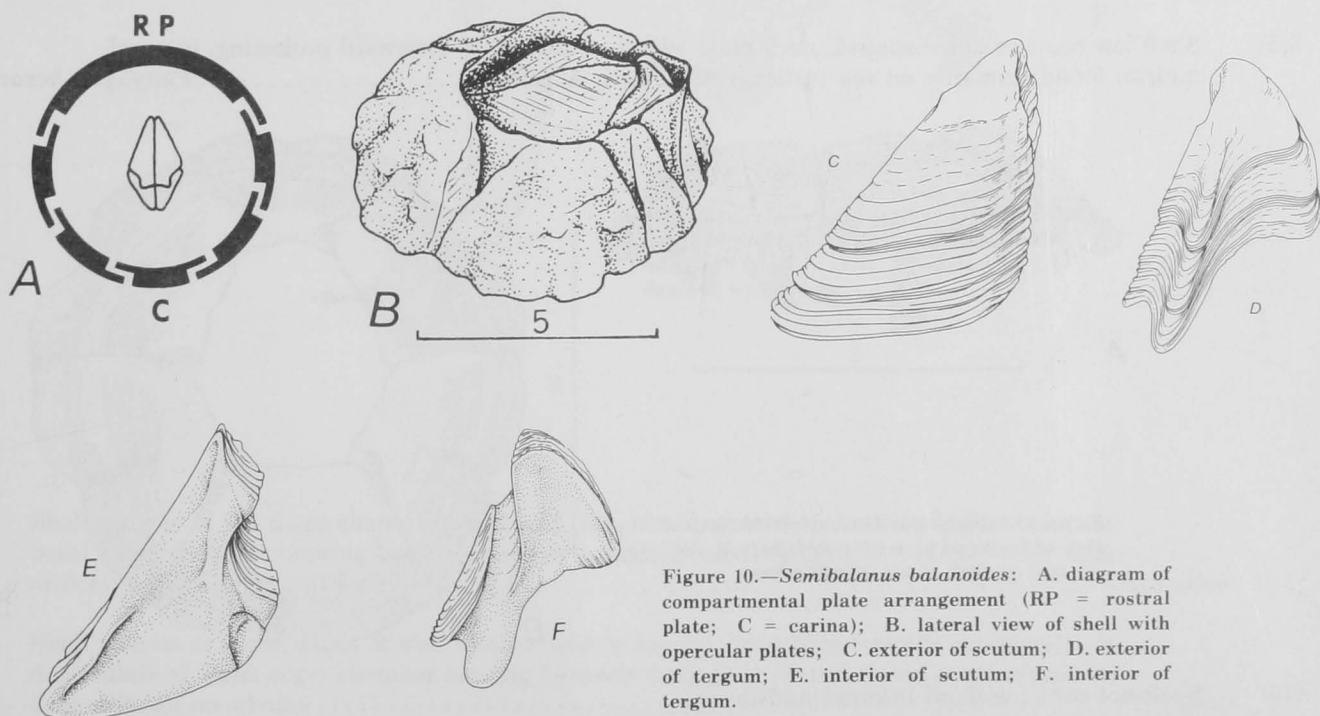 R P
A
C
B
5
C
D
E
F
Figure 10.—Semibalanus balanoides: A. diagram of
compartmental plate arrangement (RP = rostral
plate; C = carina); B. lateral view of shell with
opercular plates; C. exterior of scutum; D. exterior
of tergum; E. interior of scutum; F. interior of
tergum.